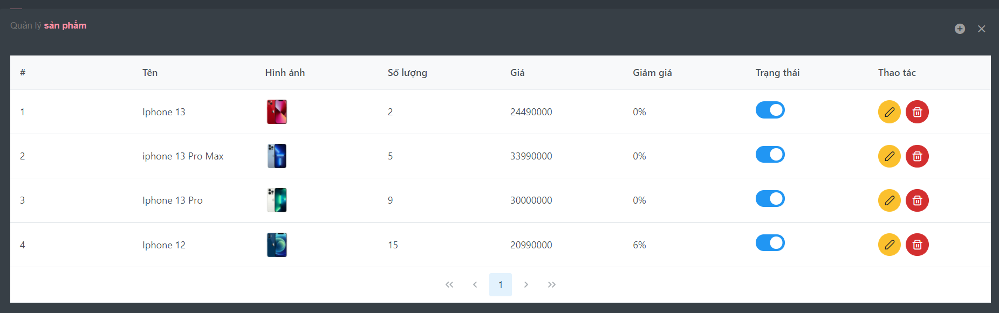 Quản lý sản phẩm
# Tên Hình ảnh Số lượng Giá Giảm giá Trạng thái Thao tác
1 Iphone 13 2 24490000 0%
2 iphone 13 Pro Max 5 33990000 0%
3 Iphone 13 Pro 9 30000000 0%
4 Iphone 12 15 20990000 6%
1